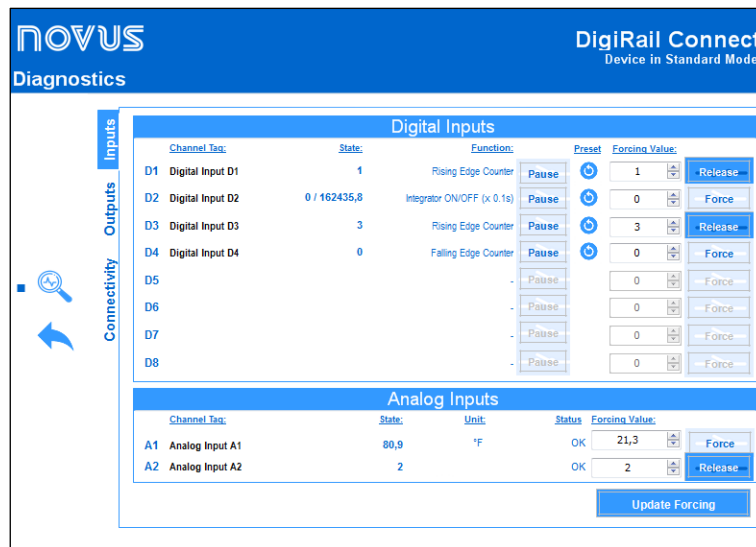 novus
DigiRail Connect
Device in Standard Mode
Diagnostics
Inputs
Outputs
Connectivity
Digital Inputs
Channel Tag: State: Function: Preset Forcing Value:
D1 Digital Input D1 1 Rising Edge Counter Pause 1 Release
D2 Digital Input D2 0 / 162435,8 Integrator ON/OFF (x 0.1s) Pause 0 Force
D3 Digital Input D3 3 Rising Edge Counter Pause 3 Release
D4 Digital Input D4 0 Falling Edge Counter Pause 0 Force
D5 - Pause 0 Force
D6 - Pause 0 Force
D7 - Pause 0 Force
D8 - Pause 0 Force
Analog Inputs
Channel Tag: State: Unit: Status Forcing Value:
A1 Analog Input A1 80,9 °F OK 21,3 Force
A2 Analog Input A2 2 OK 2 Release
Update Forcing